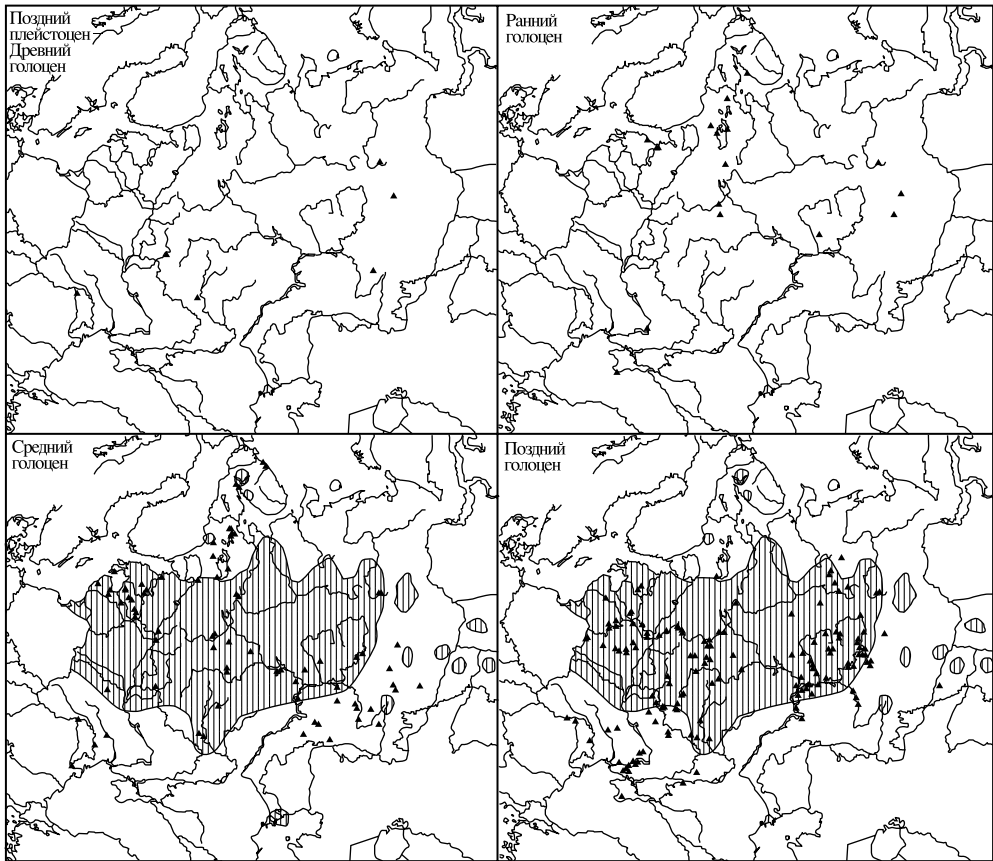 Поздний
плейстоцен
Древний
голоцен
Ранний
голоцен
Средний
голоцен
Поздний
голоцен